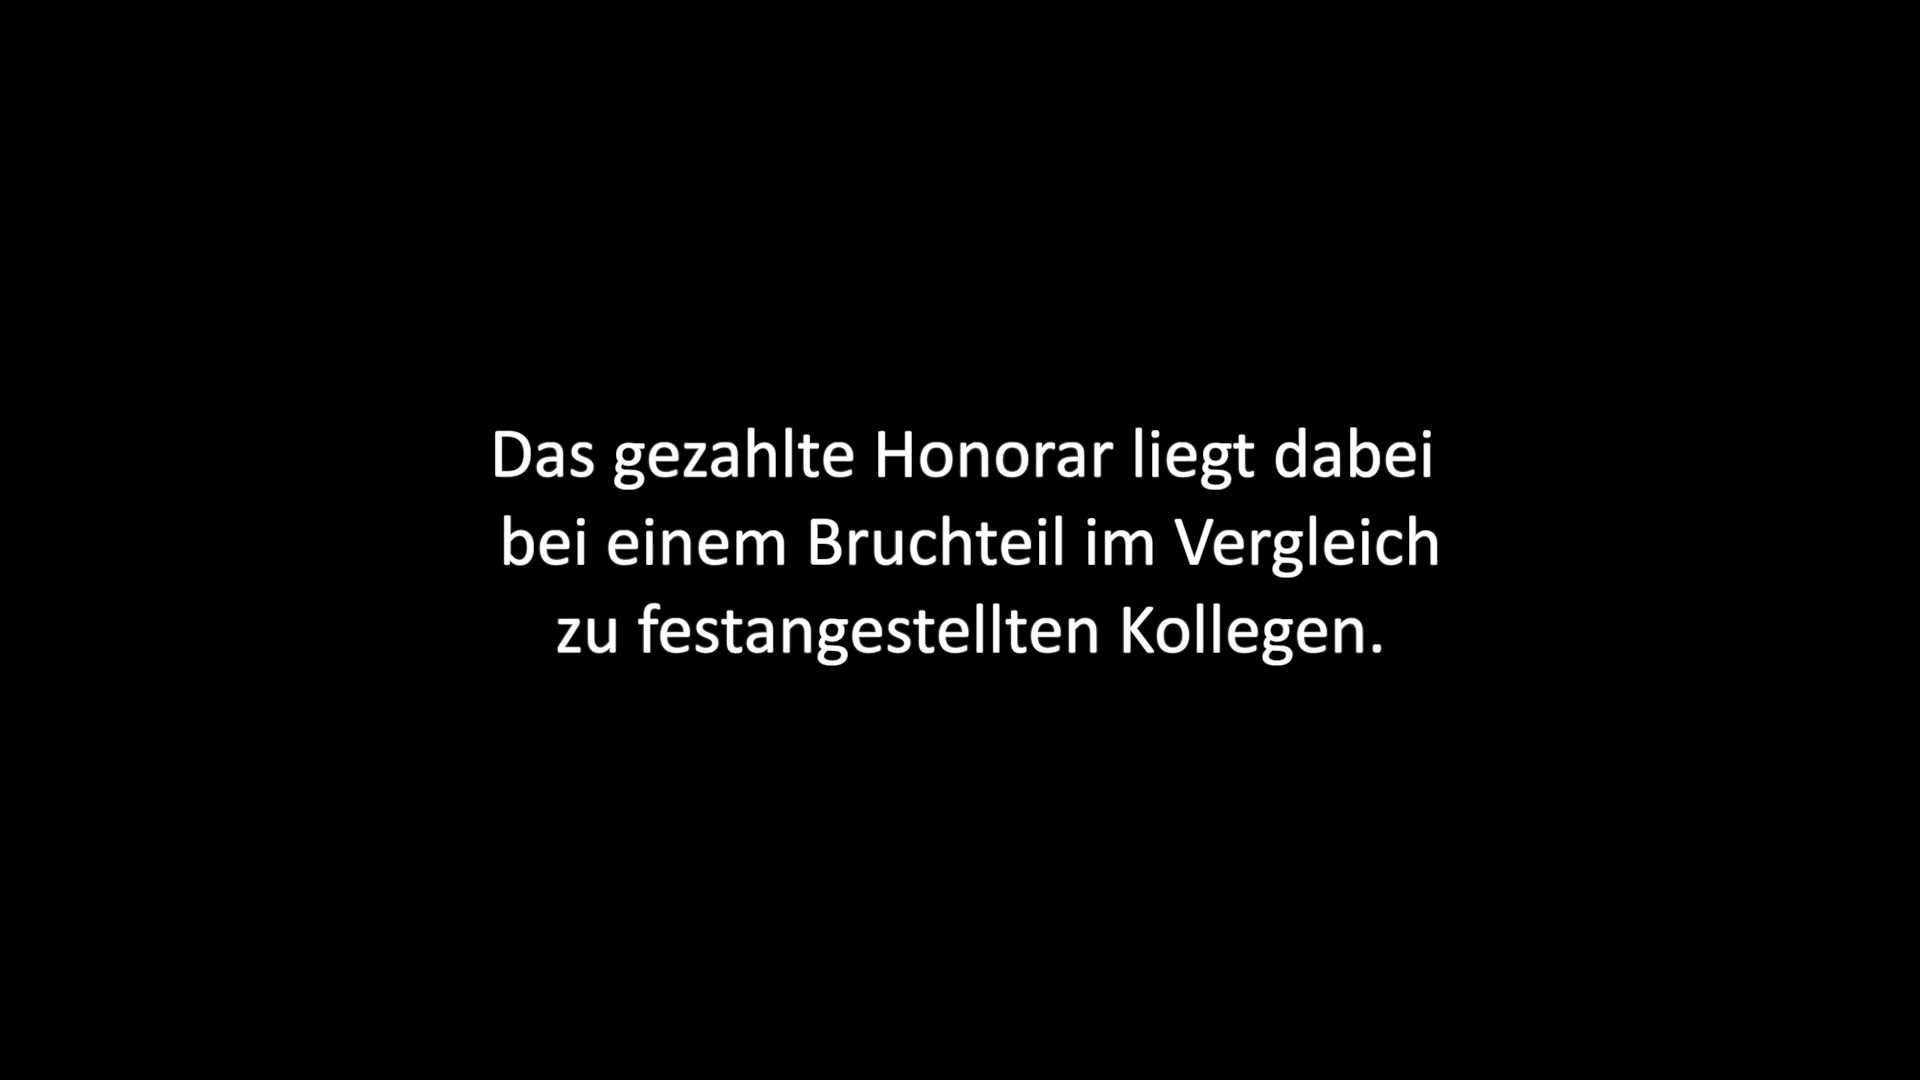 Das gezahlte Honorar liegt dabei
bei einem Bruchteil im Vergleich
zu festangestellten Kollegen.